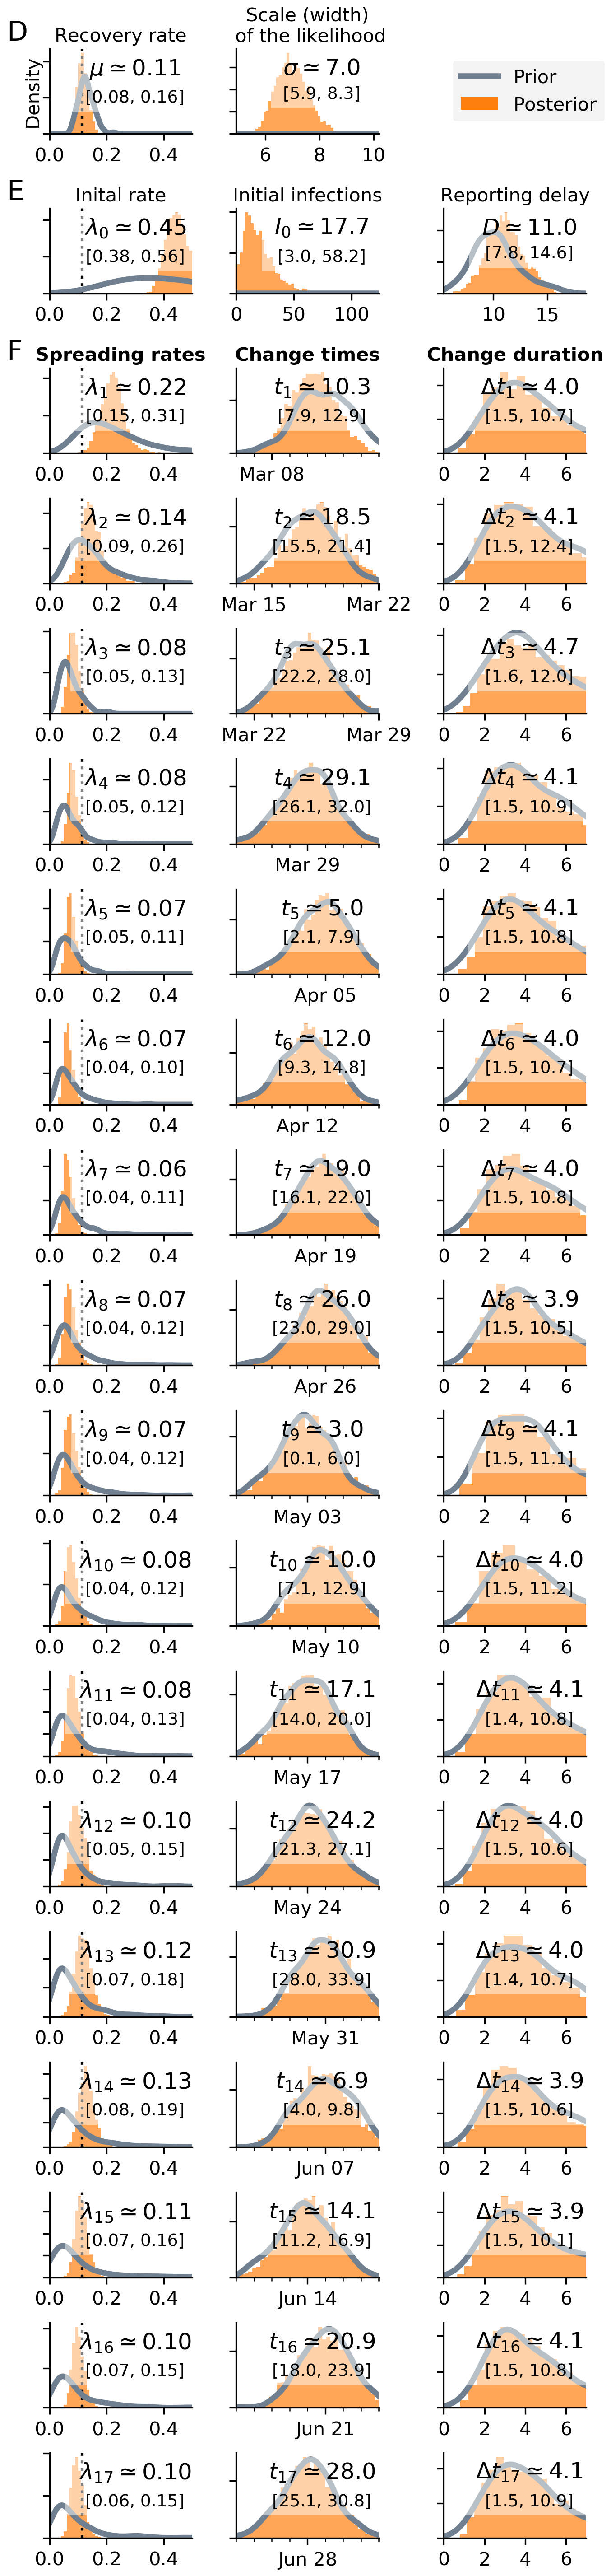 D
Recovery rate
Scale (width)
of the likelihood
Density
μ ≃ 0.11
[0.08, 0.16]
0.0 0.2 0.4
σ ≃ 7.0
[5.9, 8.3]
6 8 10
Prior
Posterior
E
Inital rate
λ0 ≃ 0.45
[0.38, 0.56]
0.0 0.2 0.4
Initial infections
I0 ≃ 17.7
[3.0, 58.2]
0 50 100
Reporting delay
D ≃ 11.0
[7.8, 14.6]
10 15
F
Spreading rates Change times Change duration
λ1 ≃ 0.22 t1 ≃ 10.3 Δt1 ≃ 4.0
[0.15, 0.31] [7.9, 12.9] [1.5, 10.7]
0.0 0.2 0.4 Mar 08 0 2 4 6
λ2 ≃ 0.14 t2 ≃ 18.5 Δt2 ≃ 4.1
[0.09, 0.26] [15.5, 21.4] [1.5, 12.4]
0.0 0.2 0.4 Mar 15 Mar 22 0 2 4 6
λ3 ≃ 0.08 t3 ≃ 25.1 Δt3 ≃ 4.7
[0.05, 0.13] [22.2, 28.0] [1.6, 12.0]
0.0 0.2 0.4 Mar 22 Mar 29 0 2 4 6
λ4 ≃ 0.08 t4 ≃ 29.1 Δt4 ≃ 4.1
[0.05, 0.12] [26.1, 32.0] [1.5, 10.9]
0.0 0.2 0.4 Mar 29 0 2 4 6
λ5 ≃ 0.07 t5 ≃ 5.0 Δt5 ≃ 4.1
[0.05, 0.11] [2.1, 7.9] [1.5, 10.8]
0.0 0.2 0.4 Apr 05 0 2 4 6
λ6 ≃ 0.07 t6 ≃ 12.0 Δt6 ≃ 4.0
[0.04, 0.10] [9.3, 14.8] [1.5, 10.7]
0.0 0.2 0.4 Apr 12 0 2 4 6
λ7 ≃ 0.06 t7 ≃ 19.0 Δt7 ≃ 4.0
[0.04, 0.11] [16.1, 22.0] [1.5, 10.8]
0.0 0.2 0.4 Apr 19 0 2 4 6
λ8 ≃ 0.07 t8 ≃ 26.0 Δt8 ≃ 3.9
[0.04, 0.12] [23.0, 29.0] [1.5, 10.5]
0.0 0.2 0.4 Apr 26 0 2 4 6
λ9 ≃ 0.07 t9 ≃ 3.0 Δt9 ≃ 4.1
[0.04, 0.12] [0.1, 6.0] [1.5, 11.1]
0.0 0.2 0.4 May 03 0 2 4 6
λ10 ≃ 0.08 t10 ≃ 10.0 Δt10 ≃ 4.0
[0.04, 0.12] [7.1, 12.9] [1.5, 11.2]
0.0 0.2 0.4 May 10 0 2 4 6
λ11 ≃ 0.08 t11 ≃ 17.1 Δt11 ≃ 4.1
[0.04, 0.13] [14.0, 20.0] [1.4, 10.8]
0.0 0.2 0.4 May 17 0 2 4 6
λ12 ≃ 0.10 t12 ≃ 24.2 Δt12 ≃ 4.0
[0.05, 0.15] [21.3, 27.1] [1.5, 10.6]
0.0 0.2 0.4 May 24 0 2 4 6
λ13 ≃ 0.12 t13 ≃ 30.9 Δt13 ≃ 4.0
[0.07, 0.18] [28.0, 33.9] [1.4, 10.7]
0.0 0.2 0.4 May 31 0 2 4 6
λ14 ≃ 0.13 t14 ≃ 6.9 Δt14 ≃ 3.9
[0.08, 0.19] [4.0, 9.8] [1.5, 10.6]
0.0 0.2 0.4 Jun 07 0 2 4 6
λ15 ≃ 0.11 t15 ≃ 14.1 Δt15 ≃ 3.9
[0.07, 0.16] [11.2, 16.9] [1.5, 10.1]
0.0 0.2 0.4 Jun 14 0 2 4 6
λ16 ≃ 0.10 t16 ≃ 20.9 Δt16 ≃ 4.1
[0.07, 0.15] [18.0, 23.9] [1.5, 10.8]
0.0 0.2 0.4 Jun 21 0 2 4 6
λ17 ≃ 0.10 t17 ≃ 28.0 Δt17 ≃ 4.1
[0.06, 0.15] [25.1, 30.8] [1.5, 10.9]
0.0 0.2 0.4 Jun 28 0 2 4 6